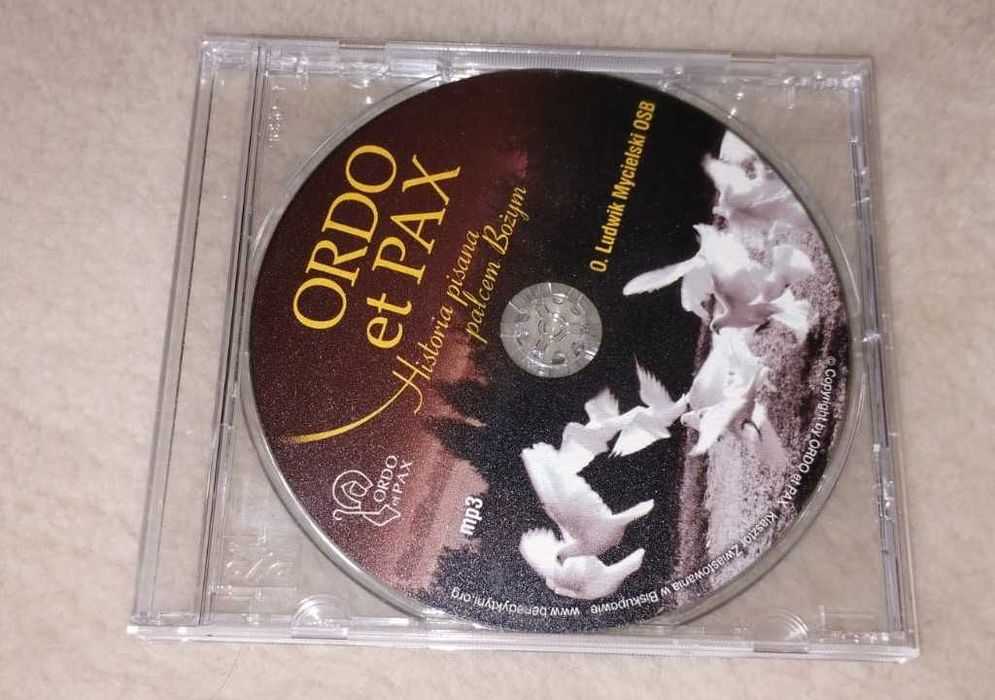 ORDO
et PAX
Historia pisana
palcem Bożym
O. Ludwik Mycielski OSB
ORDO
et PAX
mp3
© Copyright by ORDO et PAX Klasztor Zwiastowania w Biskupowie www.benedyktyni.org